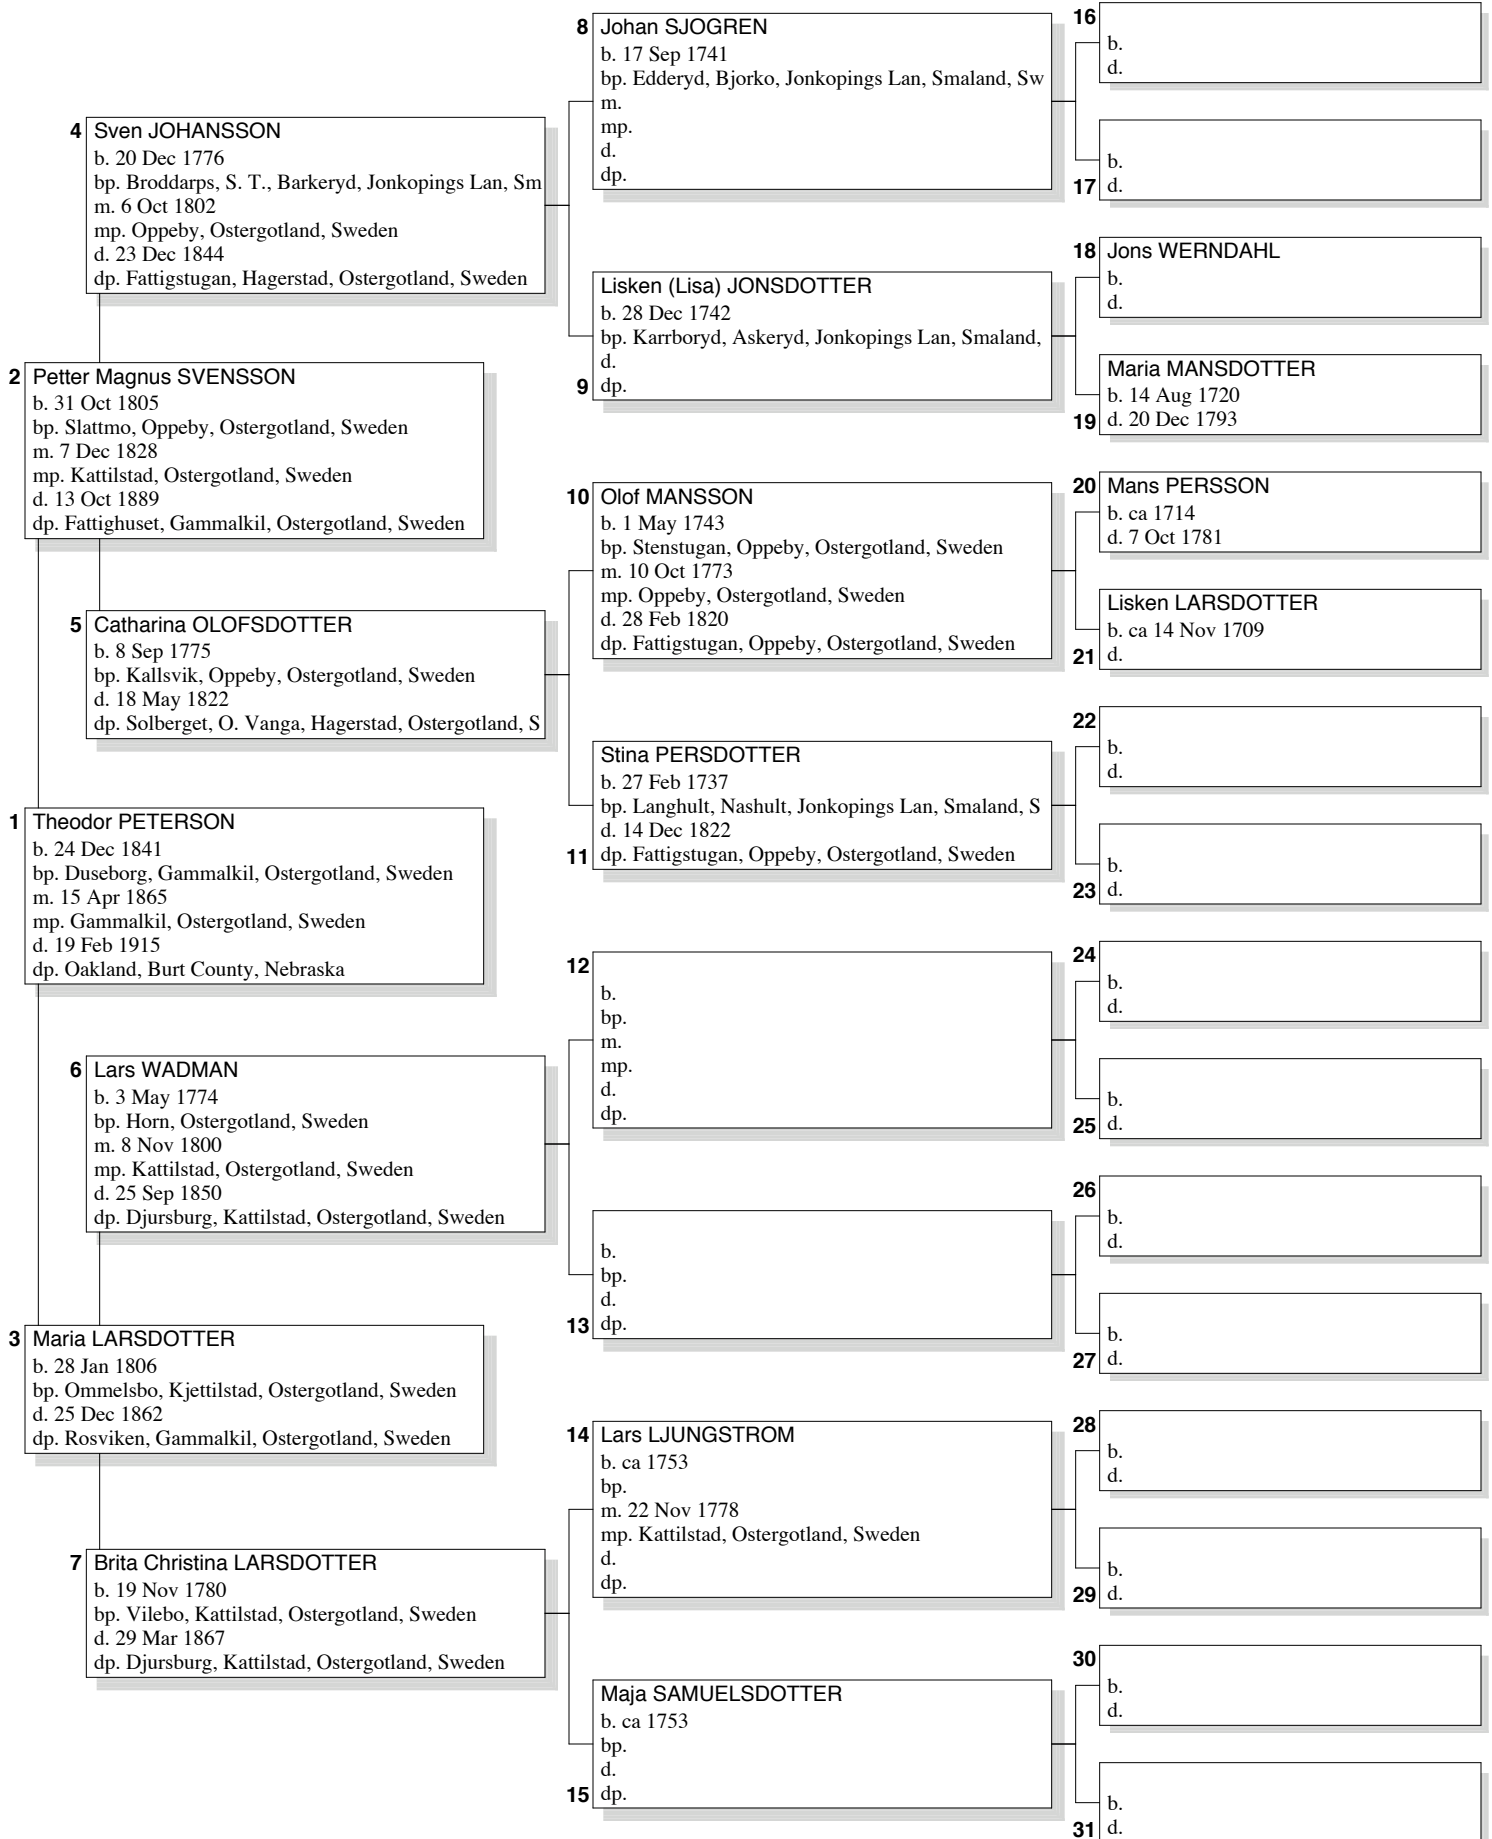 8 Johan SJOGREN
b. 17 Sep 1741
bp. Edderyd, Bjorko, Jonkopings Lan, Smaland, Sw
m.
mp.
d.
dp.
16
b.
d.
b.
17 d.
4 Sven JOHANSSON
b. 20 Dec 1776
bp. Broddarps, S. T., Barkeryd, Jonkopings Lan, Sm
m. 6 Oct 1802
mp. Oppeby, Ostergotland, Sweden
d. 23 Dec 1844
dp. Fattigstugan, Hagerstad, Ostergotland, Sweden
Lisken (Lisa) JONSDOTTER
b. 28 Dec 1742
bp. Karrboryd, Askeryd, Jonkopings Lan, Smaland,
d.
9 dp.
18 Jons WERNDAHL
b.
d.
Maria MANSDOTTER
b. 14 Aug 1720
19 d. 20 Dec 1793
2 Petter Magnus SVENSSON
b. 31 Oct 1805
bp. Slattmo, Oppeby, Ostergotland, Sweden
m. 7 Dec 1828
mp. Kattilstad, Ostergotland, Sweden
d. 13 Oct 1889
dp. Fattighuset, Gammalkil, Ostergotland, Sweden
10 Olof MANSSON
b. 1 May 1743
bp. Stenstugan, Oppeby, Ostergotland, Sweden
m. 10 Oct 1773
mp. Oppeby, Ostergotland, Sweden
d. 28 Feb 1820
dp. Fattigstugan, Oppeby, Ostergotland, Sweden
20 Mans PERSSON
b. ca 1714
d. 7 Oct 1781
Lisken LARSDOTTER
b. ca 14 Nov 1709
21 d.
5 Catharina OLOFSDOTTER
b. 8 Sep 1775
bp. Kallsvik, Oppeby, Ostergotland, Sweden
d. 18 May 1822
dp. Solberget, O. Vanga, Hagerstad, Ostergotland, S
Stina PERSDOTTER
b. 27 Feb 1737
bp. Langhult, Nashult, Jonkopings Lan, Smaland, S
d. 14 Dec 1822
11 dp. Fattigstugan, Oppeby, Ostergotland, Sweden
22
b.
d.
b.
23 d.
1 Theodor PETERSON
b. 24 Dec 1841
bp. Duseborg, Gammalkil, Ostergotland, Sweden
m. 15 Apr 1865
mp. Gammalkil, Ostergotland, Sweden
d. 19 Feb 1915
dp. Oakland, Burt County, Nebraska
12
b.
bp.
m.
mp.
d.
dp.
24
b.
d.
b.
25 d.
6 Lars WADMAN
b. 3 May 1774
bp. Horn, Ostergotland, Sweden
m. 8 Nov 1800
mp. Kattilstad, Ostergotland, Sweden
d. 25 Sep 1850
dp. Djursburg, Kattilstad, Ostergotland, Sweden
b.
bp.
d.
13 dp.
26
b.
d.
b.
27 d.
3 Maria LARSDOTTER
b. 28 Jan 1806
bp. Ommelsbo, Kjettilstad, Ostergotland, Sweden
d. 25 Dec 1862
dp. Rosviken, Gammalkil, Ostergotland, Sweden
14 Lars LJUNGSTROM
b. ca 1753
bp.
m. 22 Nov 1778
mp. Kattilstad, Ostergotland, Sweden
d.
dp.
28
b.
d.
b.
29 d.
7 Brita Christina LARSDOTTER
b. 19 Nov 1780
bp. Vilebo, Kattilstad, Ostergotland, Sweden
d. 29 Mar 1867
dp. Djursburg, Kattilstad, Ostergotland, Sweden
Maja SAMUELSDOTTER
b. ca 1753
bp.
d.
15 dp.
30
b.
d.
b.
31 d.